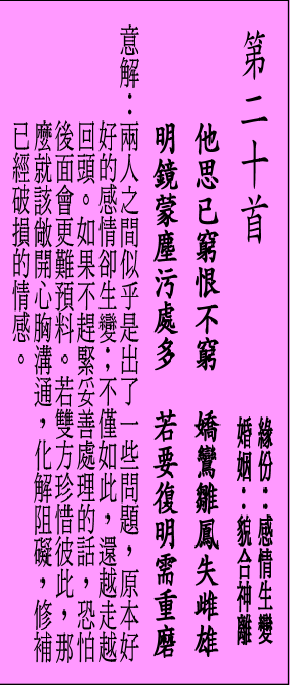 第二十首
緣份：感情生變
婚姻：貌合神離
他思已窮恨不窮　嬌鸞雛鳳失雌雄
明鏡蒙塵污處多　若要復明需重磨
意解：兩人之間似乎是出了一些問題，原本好
好的感情卻生變；不僅如此，還越走越
回頭。如果不趕緊妥善處理的話，恐怕
後面會更難預料。若雙方珍惜彼此，那
麼就該敞開心胸溝通，化解阻礙，修補
已經破損的情感。